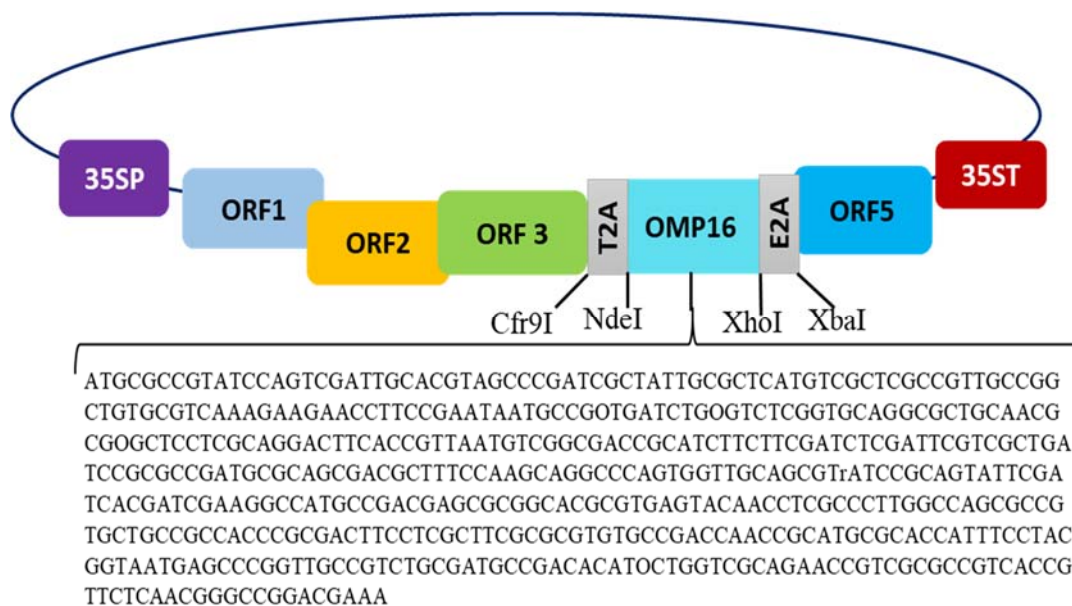 35SP
ORF1
ORF2
ORF 3
T2A
OMP16
E2A
ORF5
35ST
Cfr9I
NdeI
XhoI
XbaI
ATGCGCCGTATCCAGTCGATTGCACGTAGCCCGATCGCTATTGCGCTCATGTCGCTCGCCGTTGCCGG
CTGTGCGTCAAAGAAGAACCTTCCGAATAATGCCGOTGATCTGOGTCTCGGTGCAGGCGCTGCAACG
CGOGCTCCTCGCAGGACTTCACCGTTAATGTCGGCGACCGCATCTTCTTCGATCTCGATTCGTCGCTGA
TCCGCGCCGATGCGCAGCGACGCTTTCCAAGCAGGCCCAGTGGTTGCAGCGTrATCCGCAGTATTCGA
TCACGATCGAAGGCCATGCCGACGAGCGCGGCACGCGTGAGTACAACCTCGCCCTTGGCCAGCGCCG
TGCTGCCGCCACCCGCGACTTCCTCGCTTCGCGCGTGTGCCGACCAACCGCATGCGCACCATTTCCTAC
GGTAATGAGCCCGGTTGCCGTCTGCGATGCCGACACATOCTGGTCGCAGAACCGTCGCGCCGTCACCG
TTCTCAACGGGCCGGACGAAA